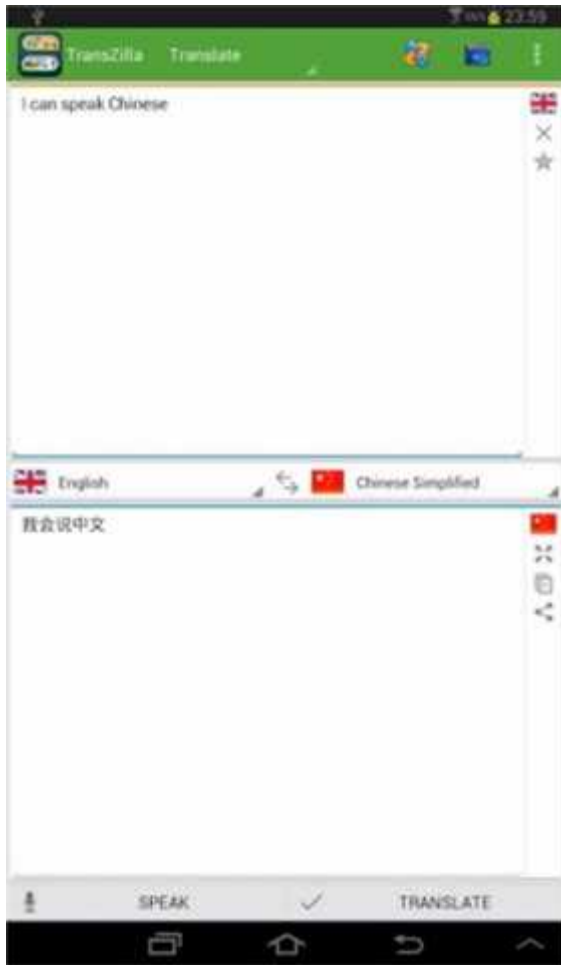 23:59
TransZilla Translate
I can speak Chinese
English Chinese Simplified
我会说中文
SPEAK TRANSLATE